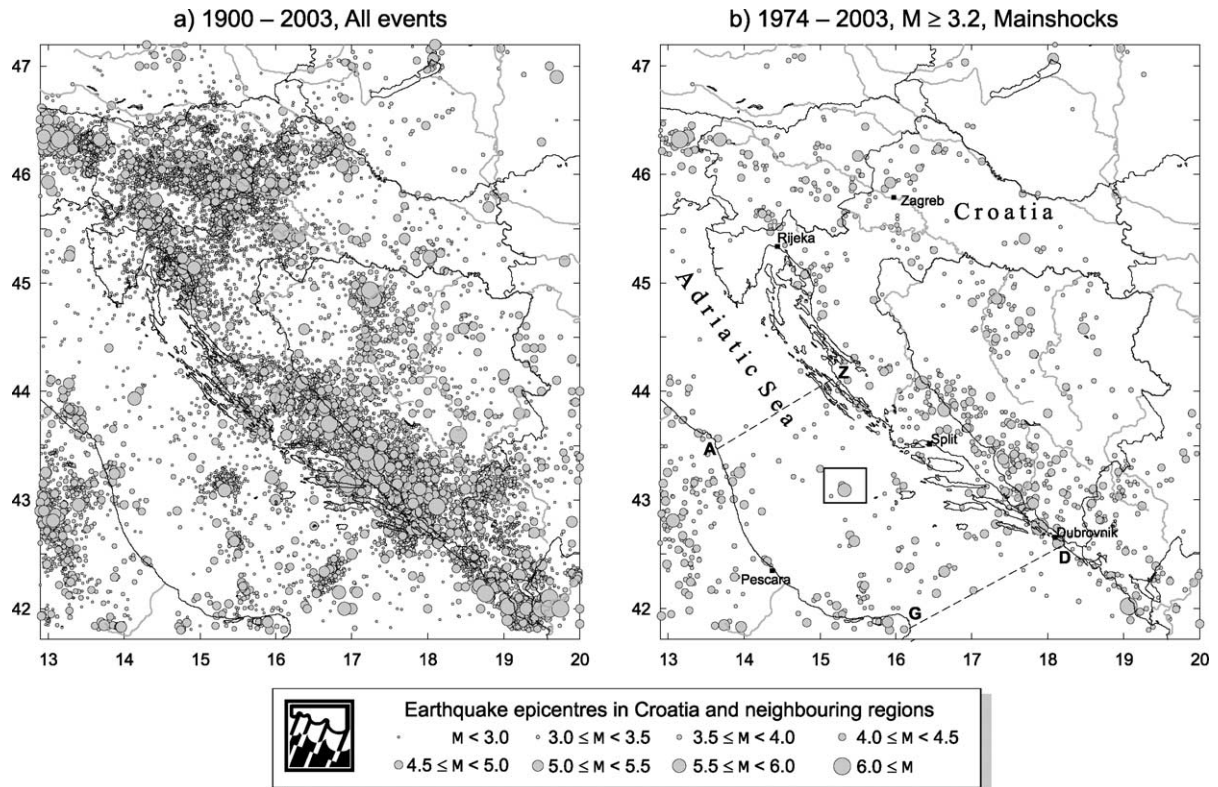 a) 1900 – 2003, All events
47
46
45
44
43
42
13 14 15 16 17 18 19 20
b) 1974 – 2003, M ≥ 3.2, Mainshocks
47
46
45
44
43
42
Zagreb
Croatia
Rijeka
Adriatic Sea
Z
A
Split
Dubrovnik
D
Pescara
G
13 14 15 16 17 18 19 20
Earthquake epicentres in Croatia and neighbouring regions
M < 3.0 3.0 ≤ M < 3.5 3.5 ≤ M < 4.0 4.0 ≤ M < 4.5
4.5 ≤ M < 5.0 5.0 ≤ M < 5.5 5.5 ≤ M < 6.0 6.0 ≤ M